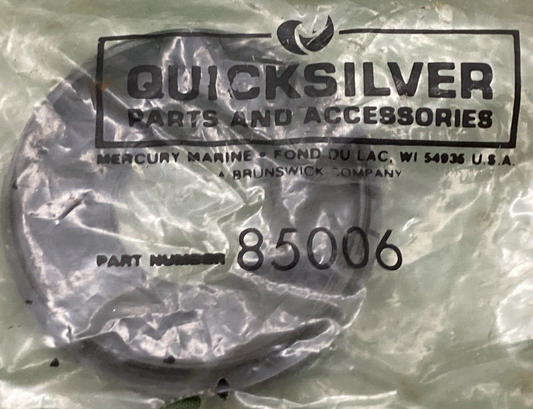 QUICKSILVER
PARTS AND ACCESSORIES
MERCURY MARINE • FOND DU LAC, WI 54936 U.S.A.
A BRUNSWICK COMPANY
PART NUMBER 85006